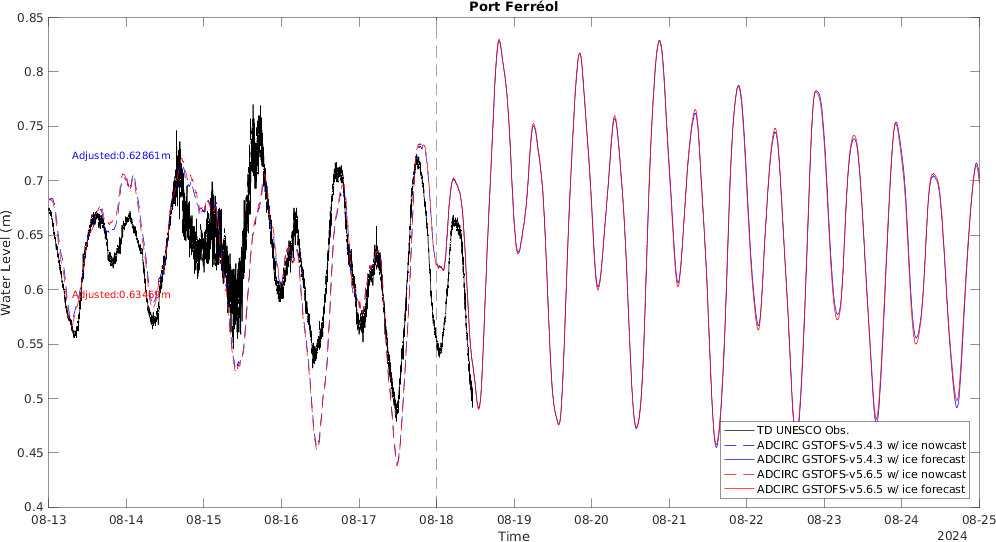 Port Ferréol
0.85
0.8
0.75
0.7
0.65
0.6
0.55
0.5
0.45
0.4
Water Level (m)
Adjusted:0.62861m
TD UNESCO Obs.
ADCIRC GSTOFS-v5.4.3 w/ ice nowcast
ADCIRC GSTOFS-v5.4.3 w/ ice forecast
ADCIRC GSTOFS-v5.6.5 w/ ice nowcast
ADCIRC GSTOFS-v5.6.5 w/ ice forecast
08-13 08-14 08-15 08-16 08-17 08-18 08-19 08-20 08-21 08-22 08-23 08-24 08-25
Time
2024